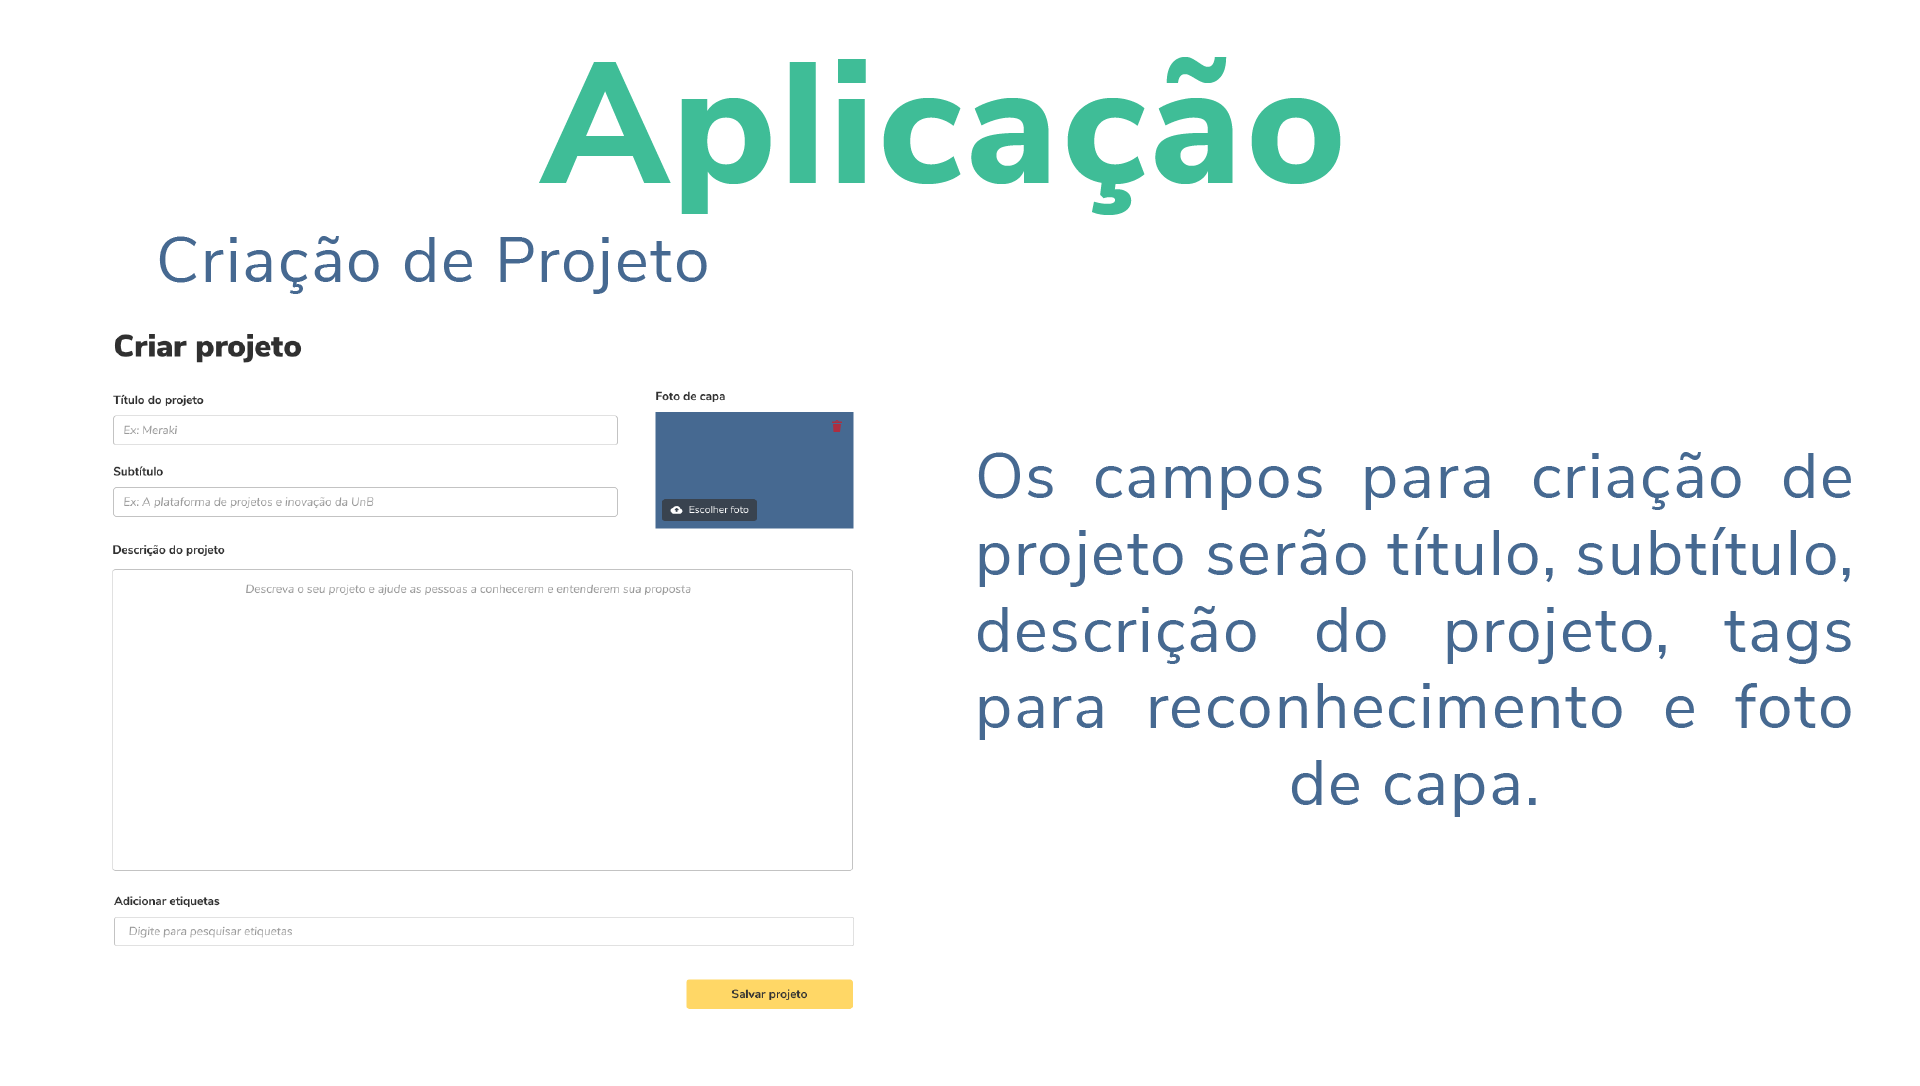 Aplicação
Criação de Projeto
Criar projeto
Título do projeto
Ex: Meraki
Subtítulo
Ex: A plataforma de projetos e inovação da UnB
Foto de capa
Escolher foto
Descrição do projeto
Descreva o seu projeto e ajude as pessoas a conhecerem e entenderem sua proposta
Adicionar etiquetas
Digite para pesquisar etiquetas
Salvar projeto
Os campos para criação de
projeto serão título, subtítulo,
descrição do projeto, tags
para reconhecimento e foto
de capa.